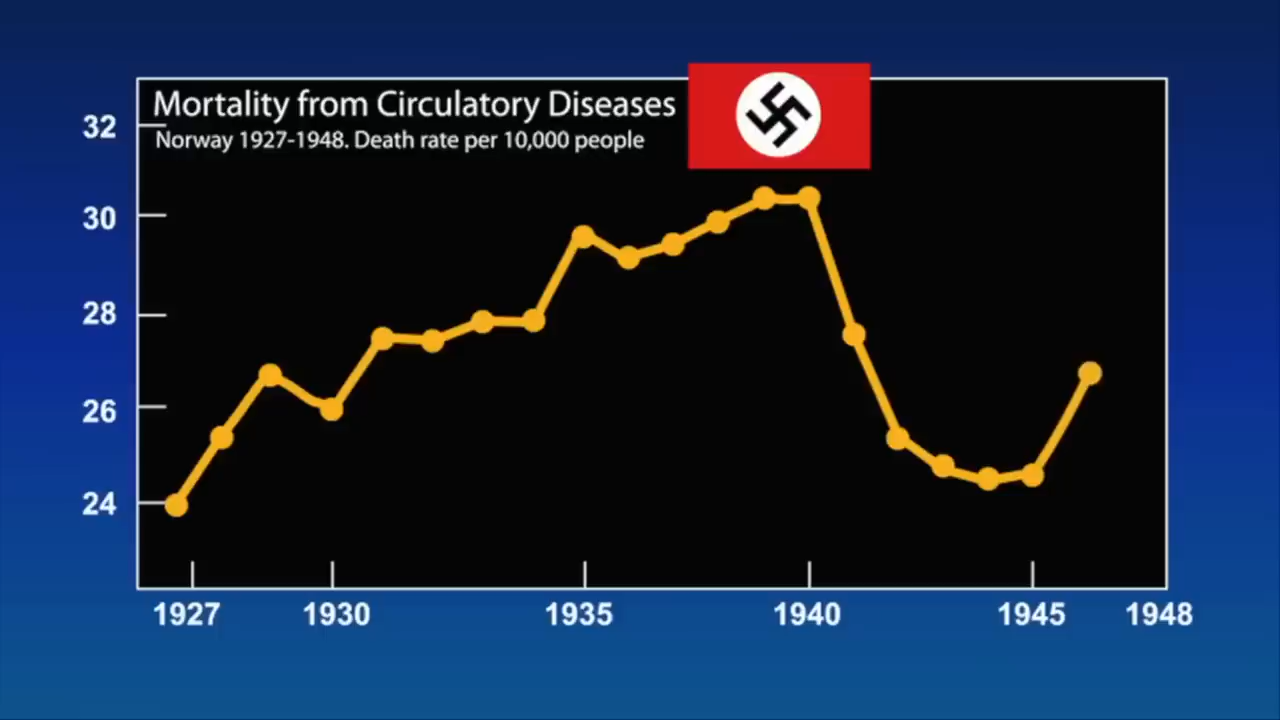 Mortality from Circulatory Diseases
Norway 1927-1948. Death rate per 10,000 people
32
30
28
26
24
1927 1930 1935 1940 1945 1948